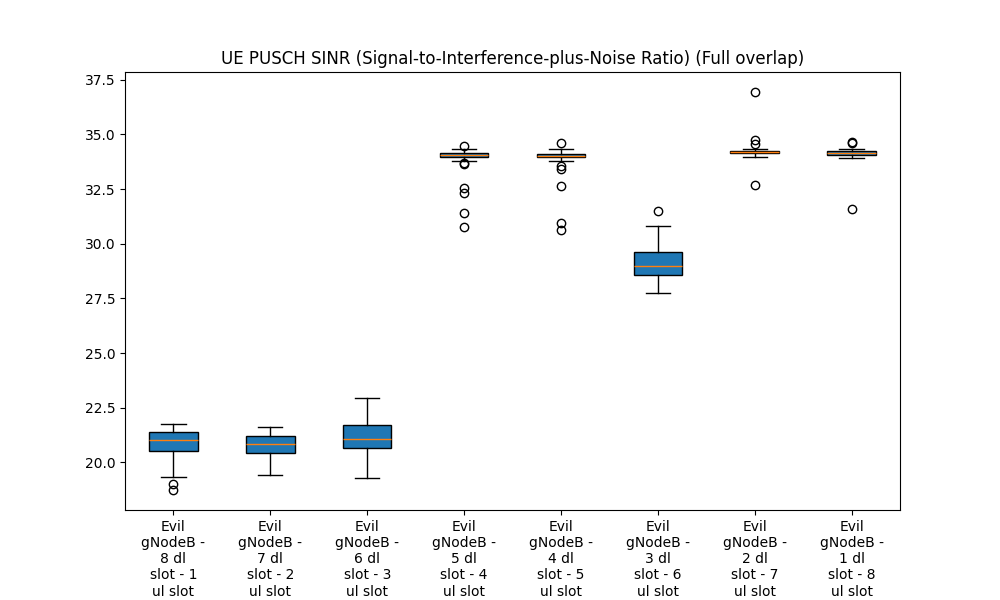 UE PUSCH SINR (Signal-to-Interference-plus-Noise Ratio) (Full overlap)
37.5
35.0
32.5
30.0
27.5
25.0
22.5
20.0
Evil
gNodeB -
8 dl
slot - 1
ul slot
Evil
gNodeB -
7 dl
slot - 2
ul slot
Evil
gNodeB -
6 dl
slot - 3
ul slot
Evil
gNodeB -
5 dl
slot - 4
ul slot
Evil
gNodeB -
4 dl
slot - 5
ul slot
Evil
gNodeB -
3 dl
slot - 6
ul slot
Evil
gNodeB -
2 dl
slot - 7
ul slot
Evil
gNodeB -
1 dl
slot - 8
ul slot